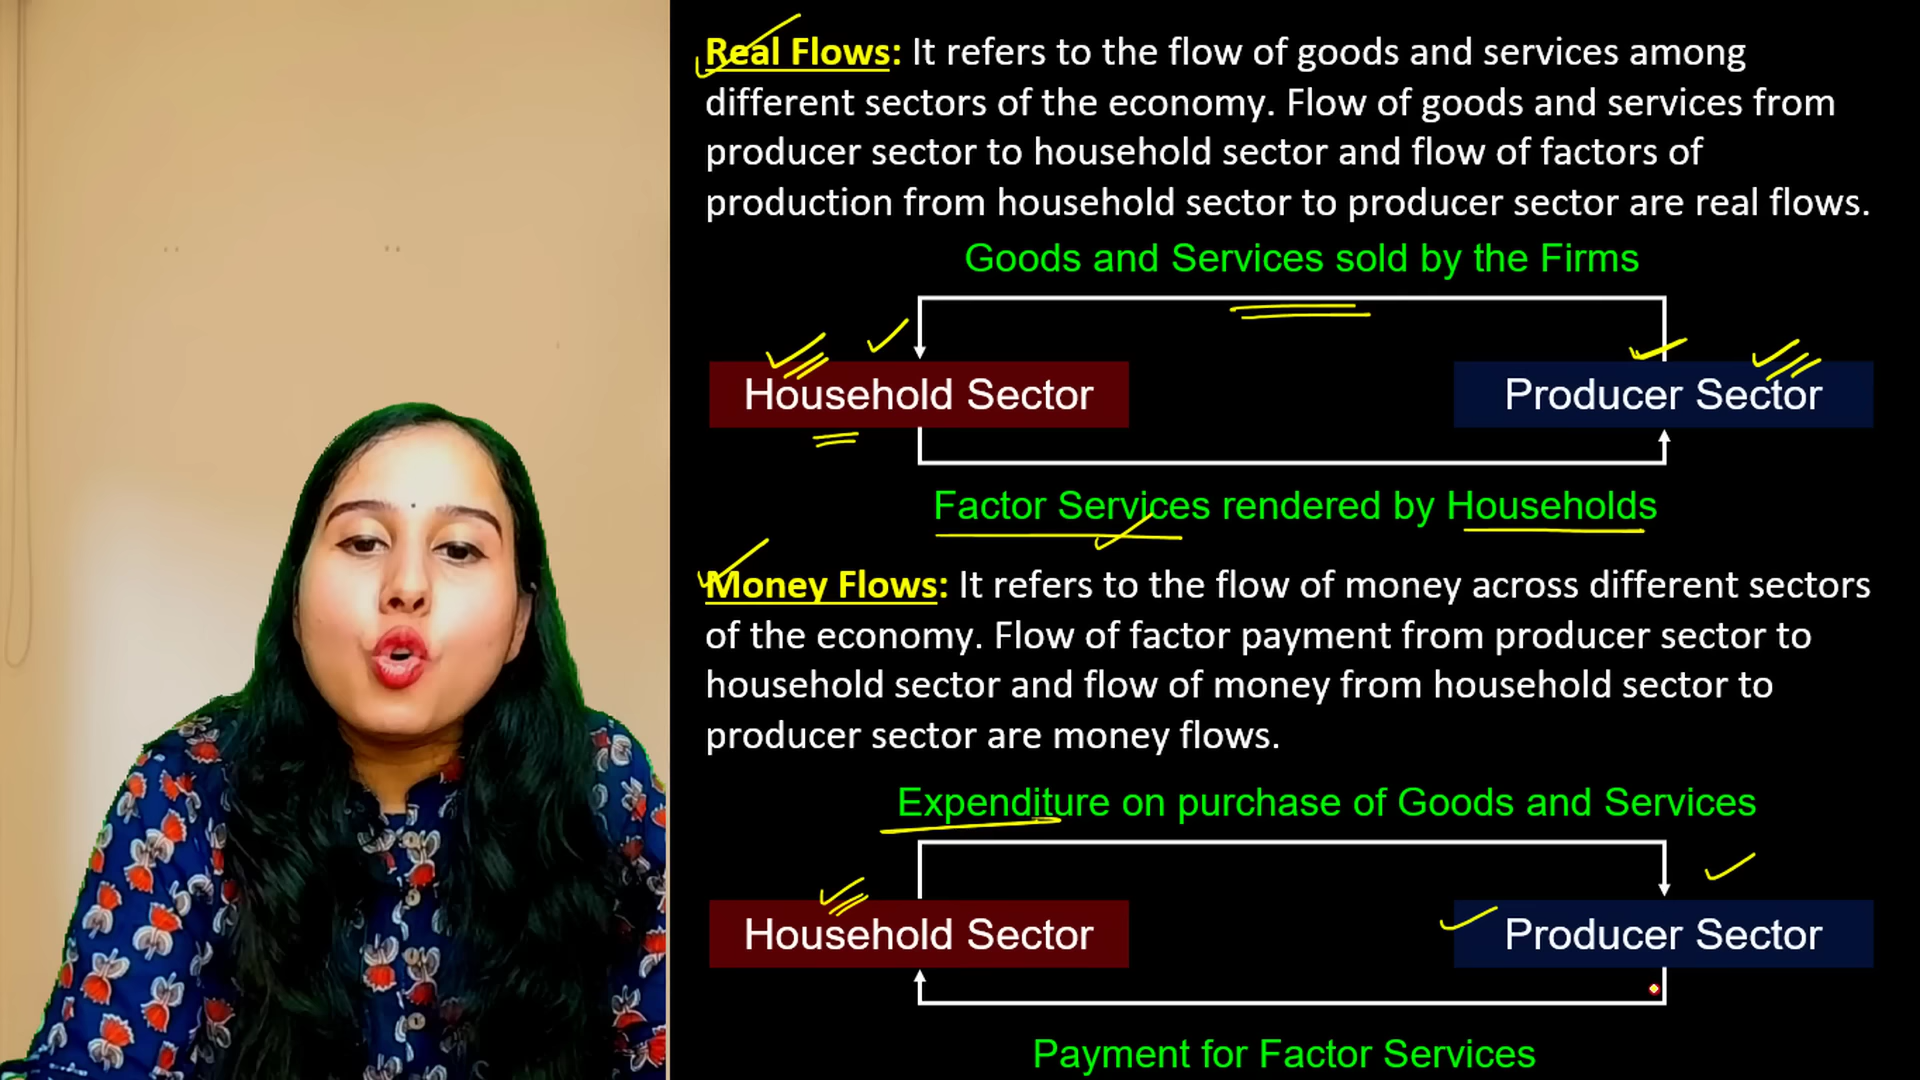 Real Flows: It refers to the flow of goods and services among
different sectors of the economy. Flow of goods and services from
producer sector to household sector and flow of factors of
production from household sector to producer sector are real flows.
Goods and Services sold by the Firms
Household Sector
Producer Sector
Factor Services rendered by Households
Money Flows: It refers to the flow of money across different sectors
of the economy. Flow of factor payment from producer sector to
household sector and flow of money from household sector to
producer sector are money flows.
Expenditure on purchase of Goods and Services
Household Sector
Producer Sector
Payment for Factor Services